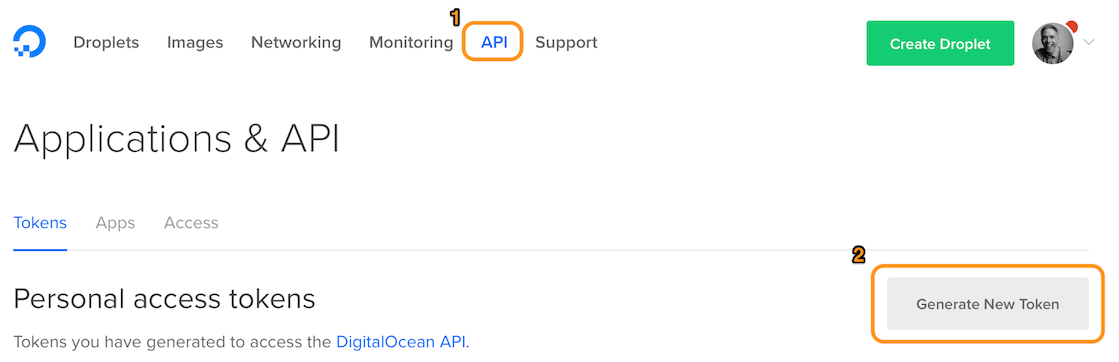 1
Droplets Images Networking Monitoring API Support Create Droplet
Applications & API
Tokens Apps Access
2
Personal access tokens
Generate New Token
Tokens you have generated to access the DigitalOcean API.